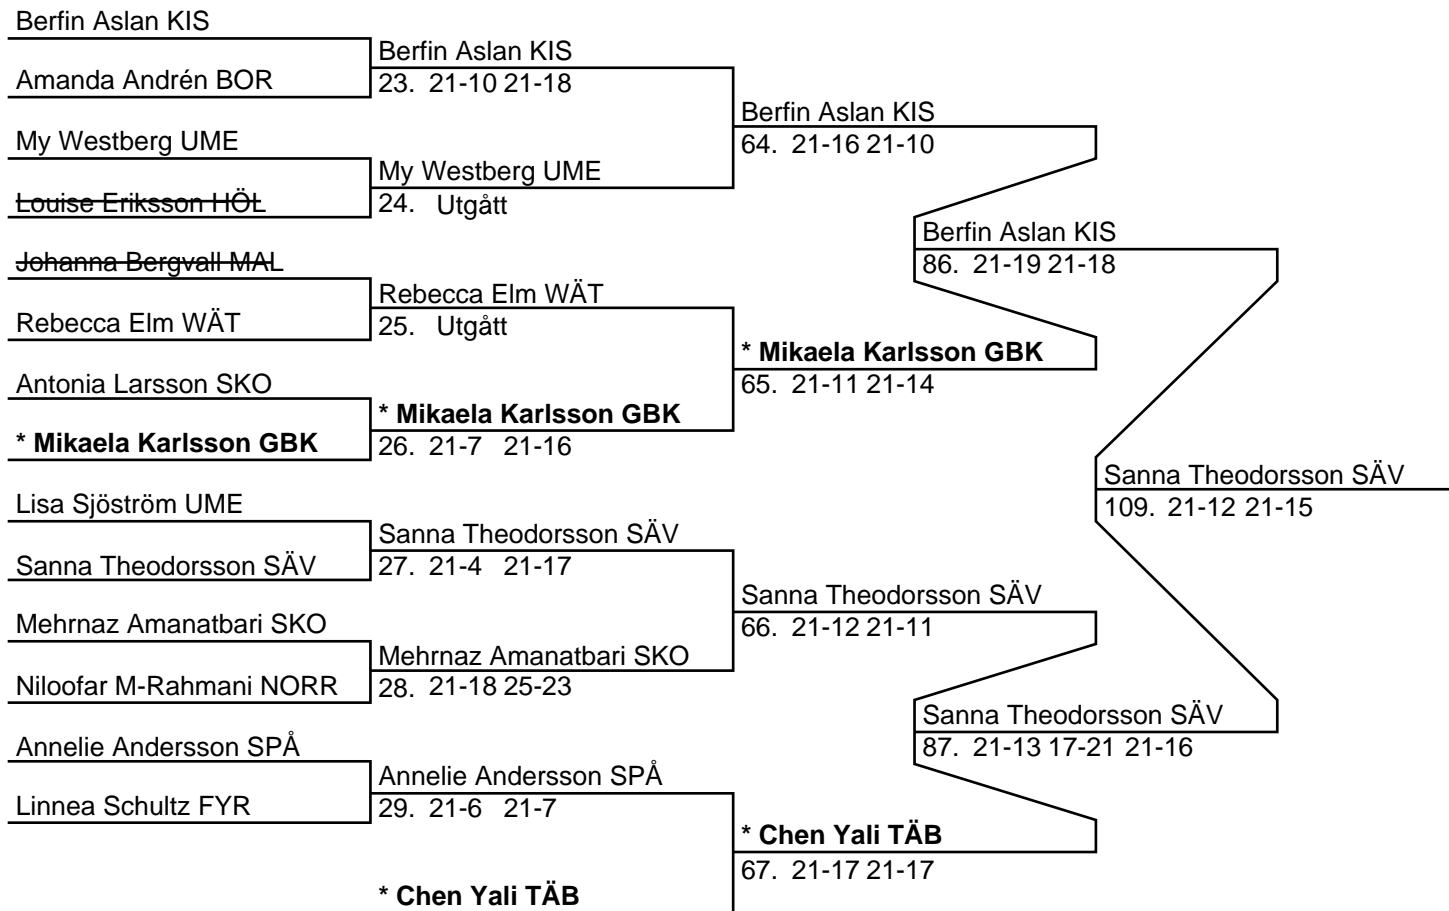 Berfin Aslan KIS
Amanda Andrén BOR
My Westberg UME
Louise Eriksson HÖL
Johanna Bergvall MAL
Rebecca Elm WÄT
Antonia Larsson SKO
* Mikaela Karlsson GBK
Lisa Sjöström UME
Sanna Theodorsson SÄV
Mehrnaz Amanatbari SKO
Niloofar M-Rahmani NORR
Annelie Andersson SPÅ
Linnea Schultz FYR
Berfin Aslan KIS
23. 21-10 21-18
My Westberg UME
24. Utgått
Rebecca Elm WÄT
25. Utgått
* Mikaela Karlsson GBK
26. 21-7 21-16
Sanna Theodorsson SÄV
27. 21-4 21-17
Mehrnaz Amanatbari SKO
28. 21-18 25-23
Annelie Andersson SPÅ
29. 21-6 21-7
* Chen Yali TÄB
Berfin Aslan KIS
64. 21-16 21-10
* Mikaela Karlsson GBK
65. 21-11 21-14
Sanna Theodorsson SÄV
66. 21-12 21-11
* Chen Yali TÄB
67. 21-17 21-17
Berfin Aslan KIS
86. 21-19 21-18
Sanna Theodorsson SÄV
87. 21-13 17-21 21-16
Sanna Theodorsson SÄV
109. 21-12 21-15